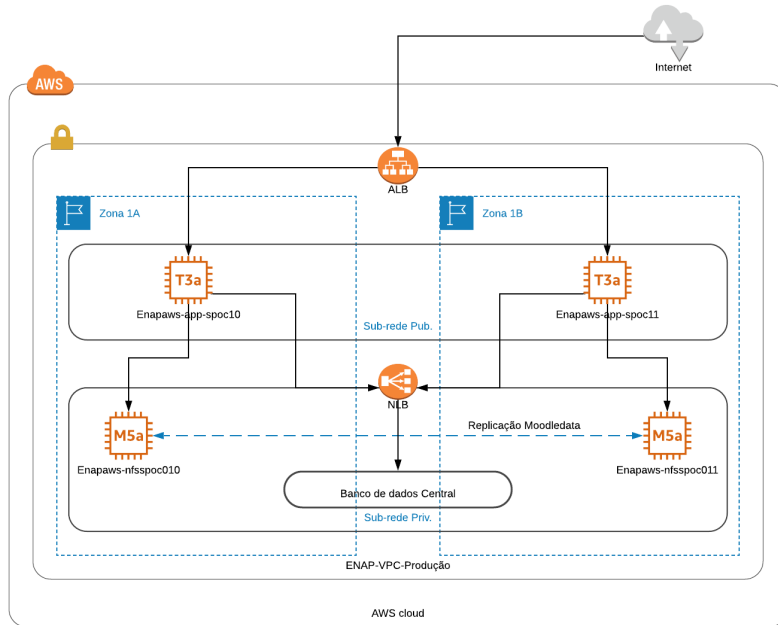 Internet
AWS
ALB
Zona 1A
Zona 1B
T3a
T3a
Enapaws-app-spoc10
Enapaws-app-spoc11
Sub-rede Pub.
NLB
Replicação Moodledata
M5a
M5a
Enapaws-nfsspoc010
Enapaws-nfsspoc011
Banco de dados Central
Sub-rede Priv.
ENAP-VPC-Produção
AWS cloud